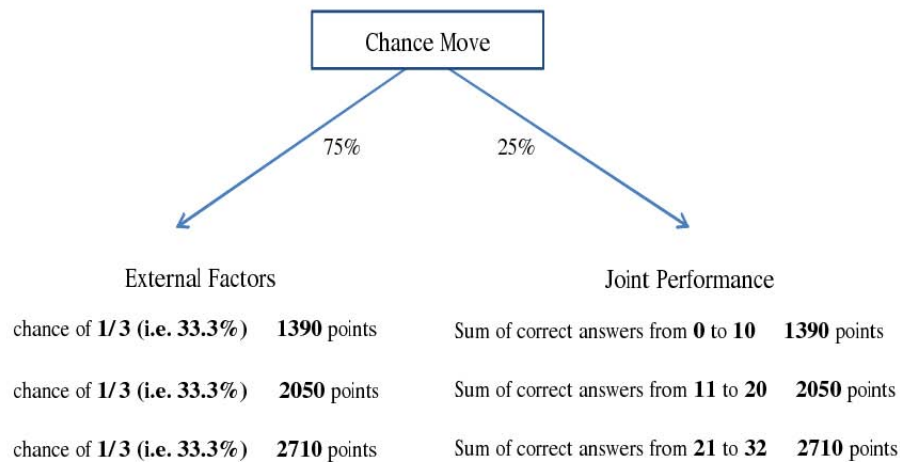 Chance Move
75% 25%
External Factors
chance of 1/3 (i.e. 33.3%) 1390 points
chance of 1/3 (i.e. 33.3%) 2050 points
chance of 1/3 (i.e. 33.3%) 2710 points
Joint Performance
Sum of correct answers from 0 to 10 1390 points
Sum of correct answers from 11 to 20 2050 points
Sum of correct answers from 21 to 32 2710 points